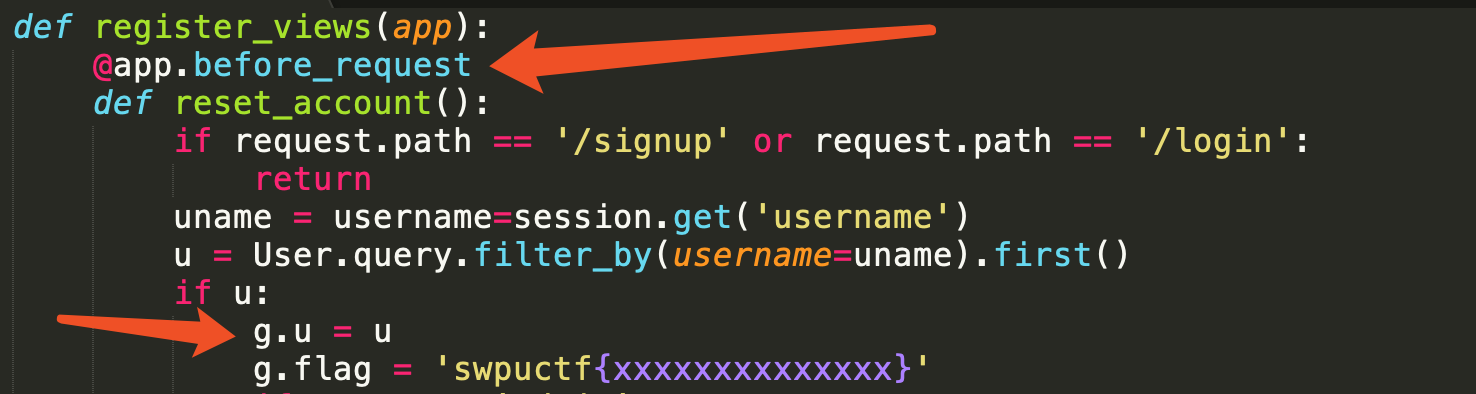 def register_views(app):
@app.before_request
def reset_account():
if request.path == '/signup' or request.path == '/login':
return
uname = username=session.get('username')
u = User.query.filter_by(username=uname).first()
if u:
g.u = u
g.flag = 'swpuctf{xxxxxxxxxxxxxx}'